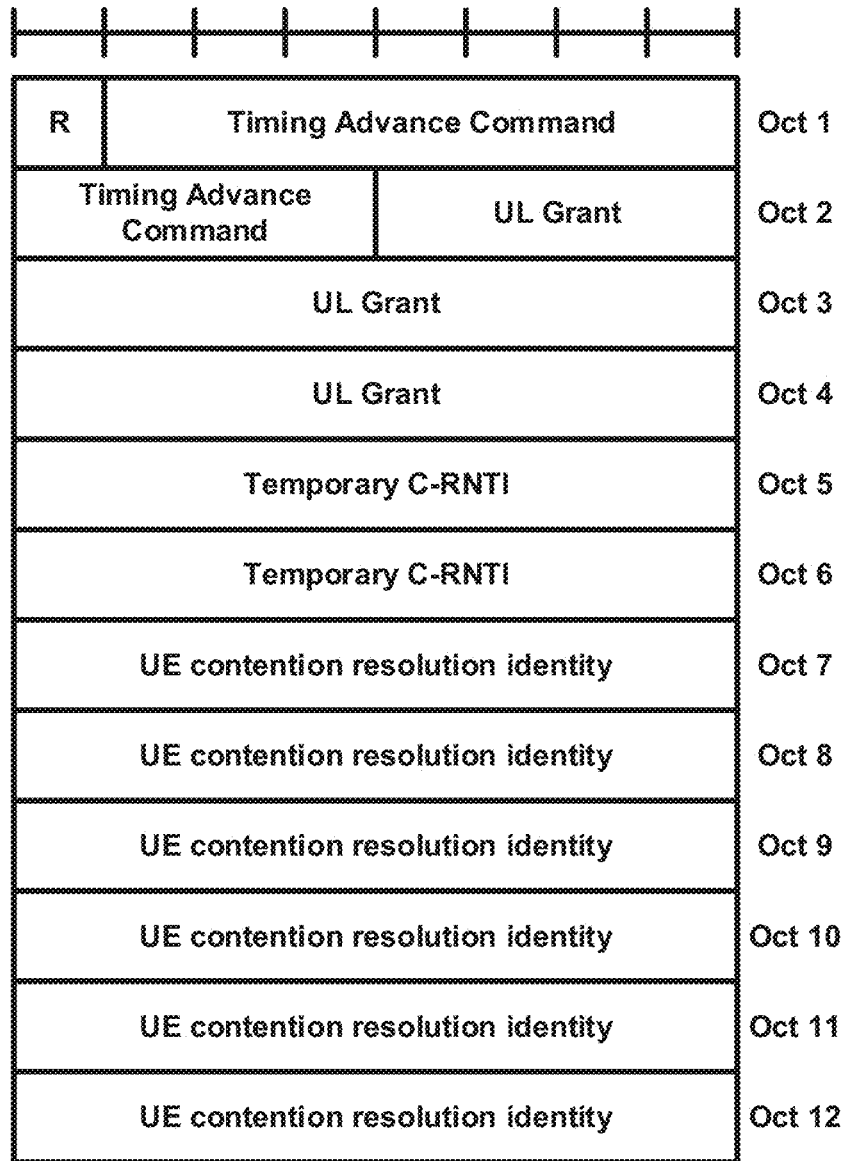 R Timing Advance Command Oct 1
Timing Advance
Command
UL Grant Oct 2
UL Grant Oct 3
UL Grant Oct 4
Temporary C-RNTI Oct 5
Temporary C-RNTI Oct 6
UE contention resolution identity Oct 7
UE contention resolution identity Oct 8
UE contention resolution identity Oct 9
UE contention resolution identity Oct 10
UE contention resolution identity Oct 11
UE contention resolution identity Oct 12